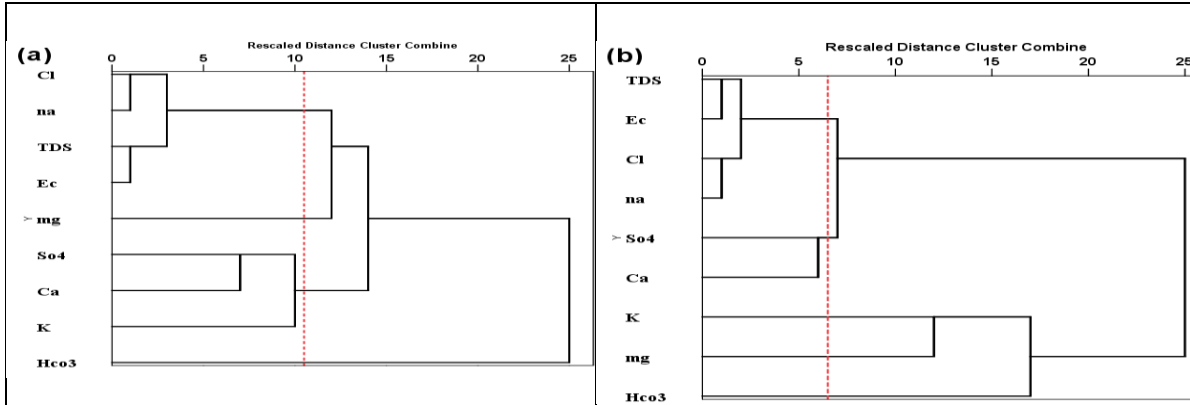 (a)
Rescaled Distance Cluster Combine
0 5 10 15 20 25
Cl
na
TDS
Ec
Y mg
So4
Ca
K
Hco3
(b)
Rescaled Distance Cluster Combine
0 5 10 15 20 25
TDS
Ec
Cl
na
Y So4
Ca
K
mg
Hco3